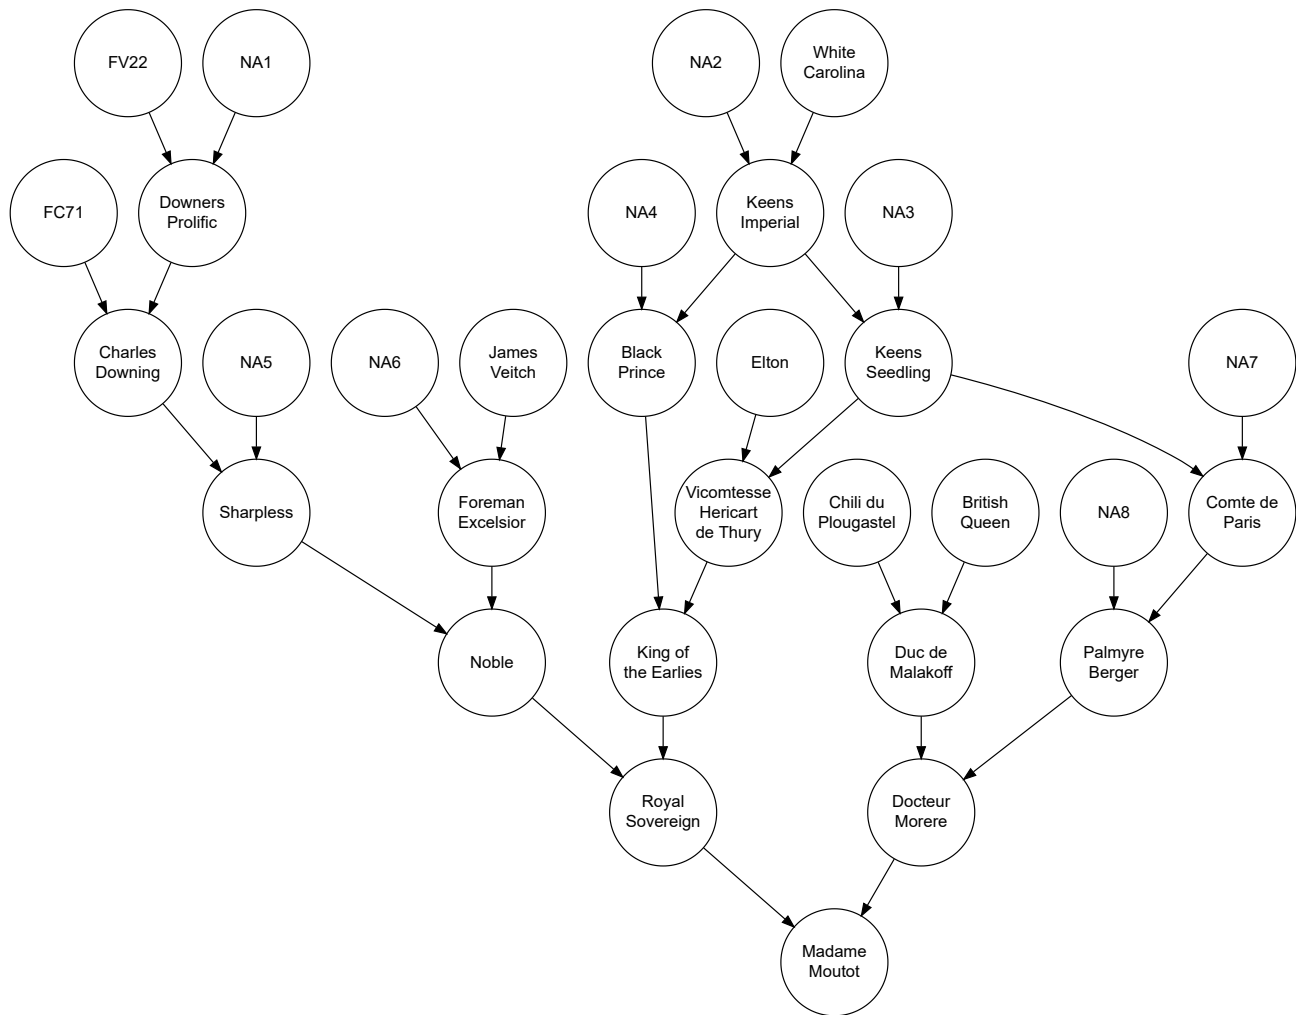 FV22
NA1
NA2
White
Carolina
FC71
Downers
Prolific
NA4
Keens
Imperial
NA3
Charles
Downing
NA5
NA6
James
Veitch
Black
Prince
Elton
Keens
Seedling
NA7
Sharpless
Foreman
Excelsior
Vicomtesse
Hericart
de Thury
Chili du
Plougastel
British
Queen
NA8
Comte de
Paris
Noble
King of
the Earlies
Duc de
Malakoff
Palmyre
Berger
Royal
Sovereign
Docteur
Morere
Madame
Moutot